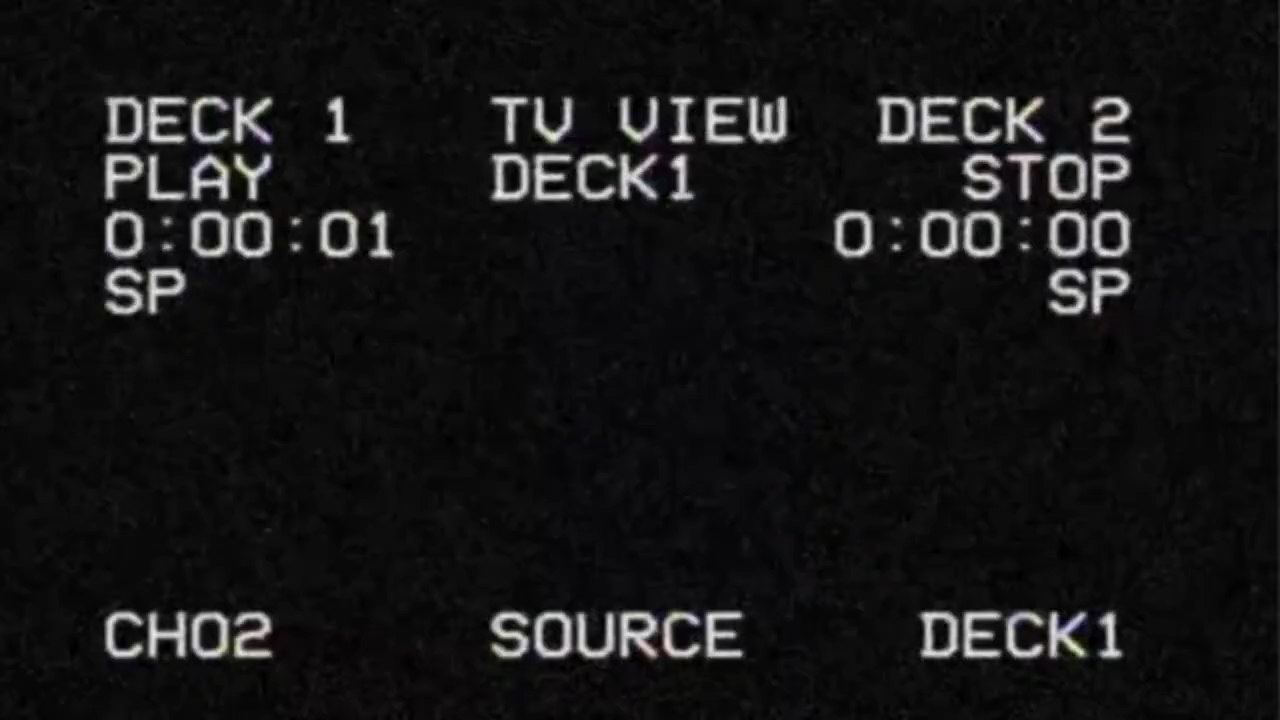 DECK 1 TV VIEW DECK 2
PLAY DECK1 STOP
0:00:01 0:00:00
SP SP
CH02 SOURCE DECK1